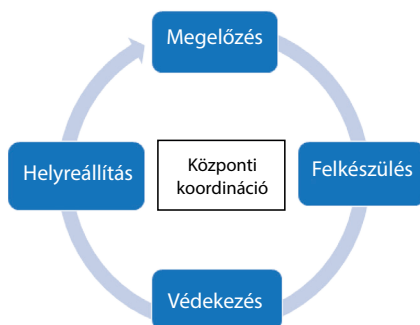 Megelőzés
Helyreállítás
Központi
koordináció
Felkészülés
Védekezés